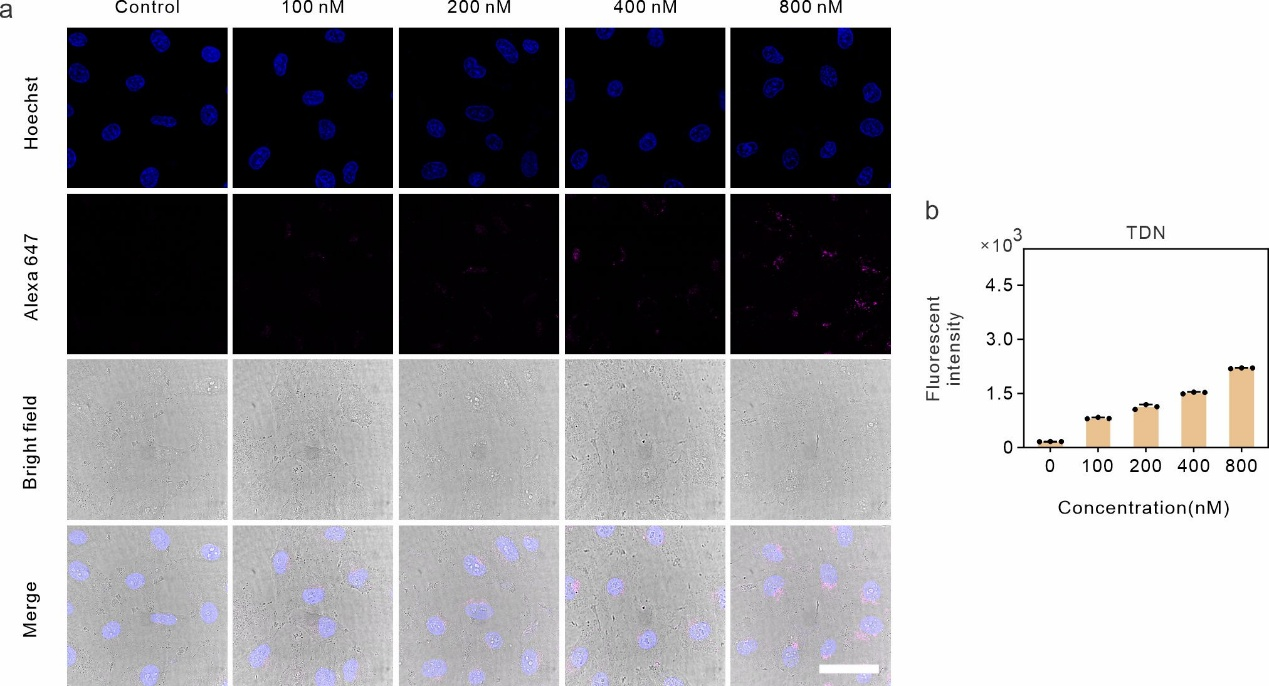 a
Control 100 nM 200 nM 400 nM 800 nM
Hoechst
Alexa 647
Bright field
Merge
b
TDN
×10³
Fluorescent
intensity
4.5
3.0
1.5
0
0 100 200 400 800
Concentration(nM)